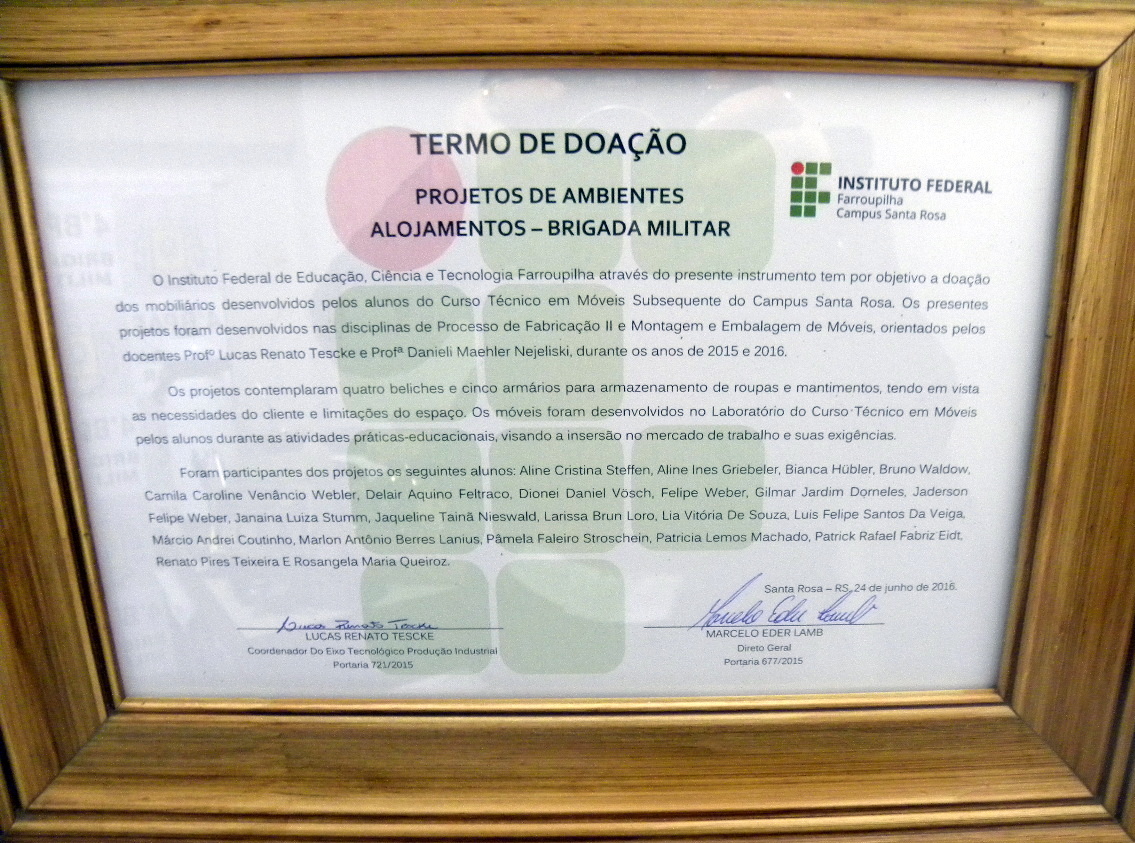 TERMO DE DOAÇÃO
PROJETOS DE AMBIENTES
ALOJAMENTOS – BRIGADA MILITAR
INSTITUTO FEDERAL
Farroupilha
Campus Santa Rosa
O Instituto Federal de Educação, Ciência e Tecnologia Farroupilha através do presente instrumento tem por objetivo a doação
dos mobiliários desenvolvidos pelos alunos do Curso Técnico em Móveis Subsequente do Campus Santa Rosa. Os presentes
projetos foram desenvolvidos nas disciplinas de Processo de Fabricação II e Montagem e Embalagem de Móveis, orientados pelos
docentes Profº Lucas Renato Tescke e Profª Danieli Maehler Nejeliski, durante os anos de 2015 e 2016.
Os projetos contemplaram quatro beliches e cinco armários para armazenamento de roupas e mantimentos, tendo em vista
as necessidades do cliente e limitações do espaço. Os móveis foram desenvolvidos no Laboratório do Curso Técnico em Móveis
pelos alunos durante as atividades práticas-educacionais, visando a insersão no mercado de trabalho e suas exigências.
Foram participantes dos projetos os seguintes alunos: Aline Cristina Steffen, Aline Ines Griebeler, Bianca Hübler, Bruno Waldow,
Camila Caroline Venâncio Webler, Delair Aquino Feltraco, Dionei Daniel Vösch, Felipe Weber, Gilmar Jardim Dorneles, Jaderson
Felipe Weber, Janaina Luiza Stumm, Jaqueline Tainã Nieswald, Larissa Brun Loro, Lia Vitória De Souza, Luis Felipe Santos Da Veiga,
Márcio Andrei Coutinho, Marlon Antônio Berres Lanius, Pâmela Faleiro Stroschein, Patricia Lemos Machado, Patrick Rafael Fabriz Eidt,
Renato Pires Teixeira E Rosangela Maria Queiroz.
Santa Rosa – RS, 24 de junho de 2016.
Lucas Renato Tescke
LUCAS RENATO TESCKE
Coordenador Do Eixo Tecnológico Produção Industrial
Portaria 721/2015
Marcelo Eder Lamb
MARCELO EDER LAMB
Direto Geral
Portaria 677/2015